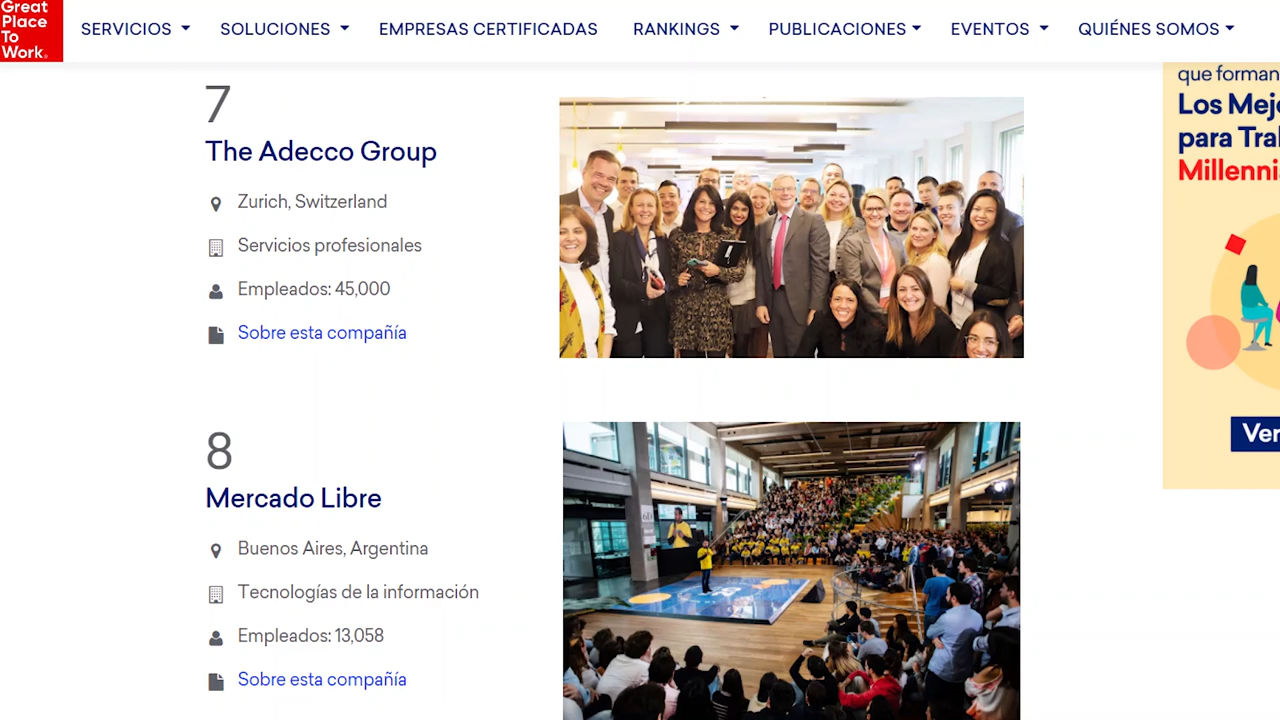 Great
Place
To
Work.
SERVICIOS
SOLUCIONES
EMPRESAS CERTIFICADAS
RANKINGS
PUBLICACIONES
EVENTOS
QUIÉNES SOMOS
7
The Adecco Group
Zurich, Switzerland
Servicios profesionales
Empleados: 45,000
Sobre esta compañía
8
Mercado Libre
Buenos Aires, Argentina
Tecnologías de la información
Empleados: 13,058
Sobre esta compañía
que forman
Los Mej
para Tra
Millenni
Ver